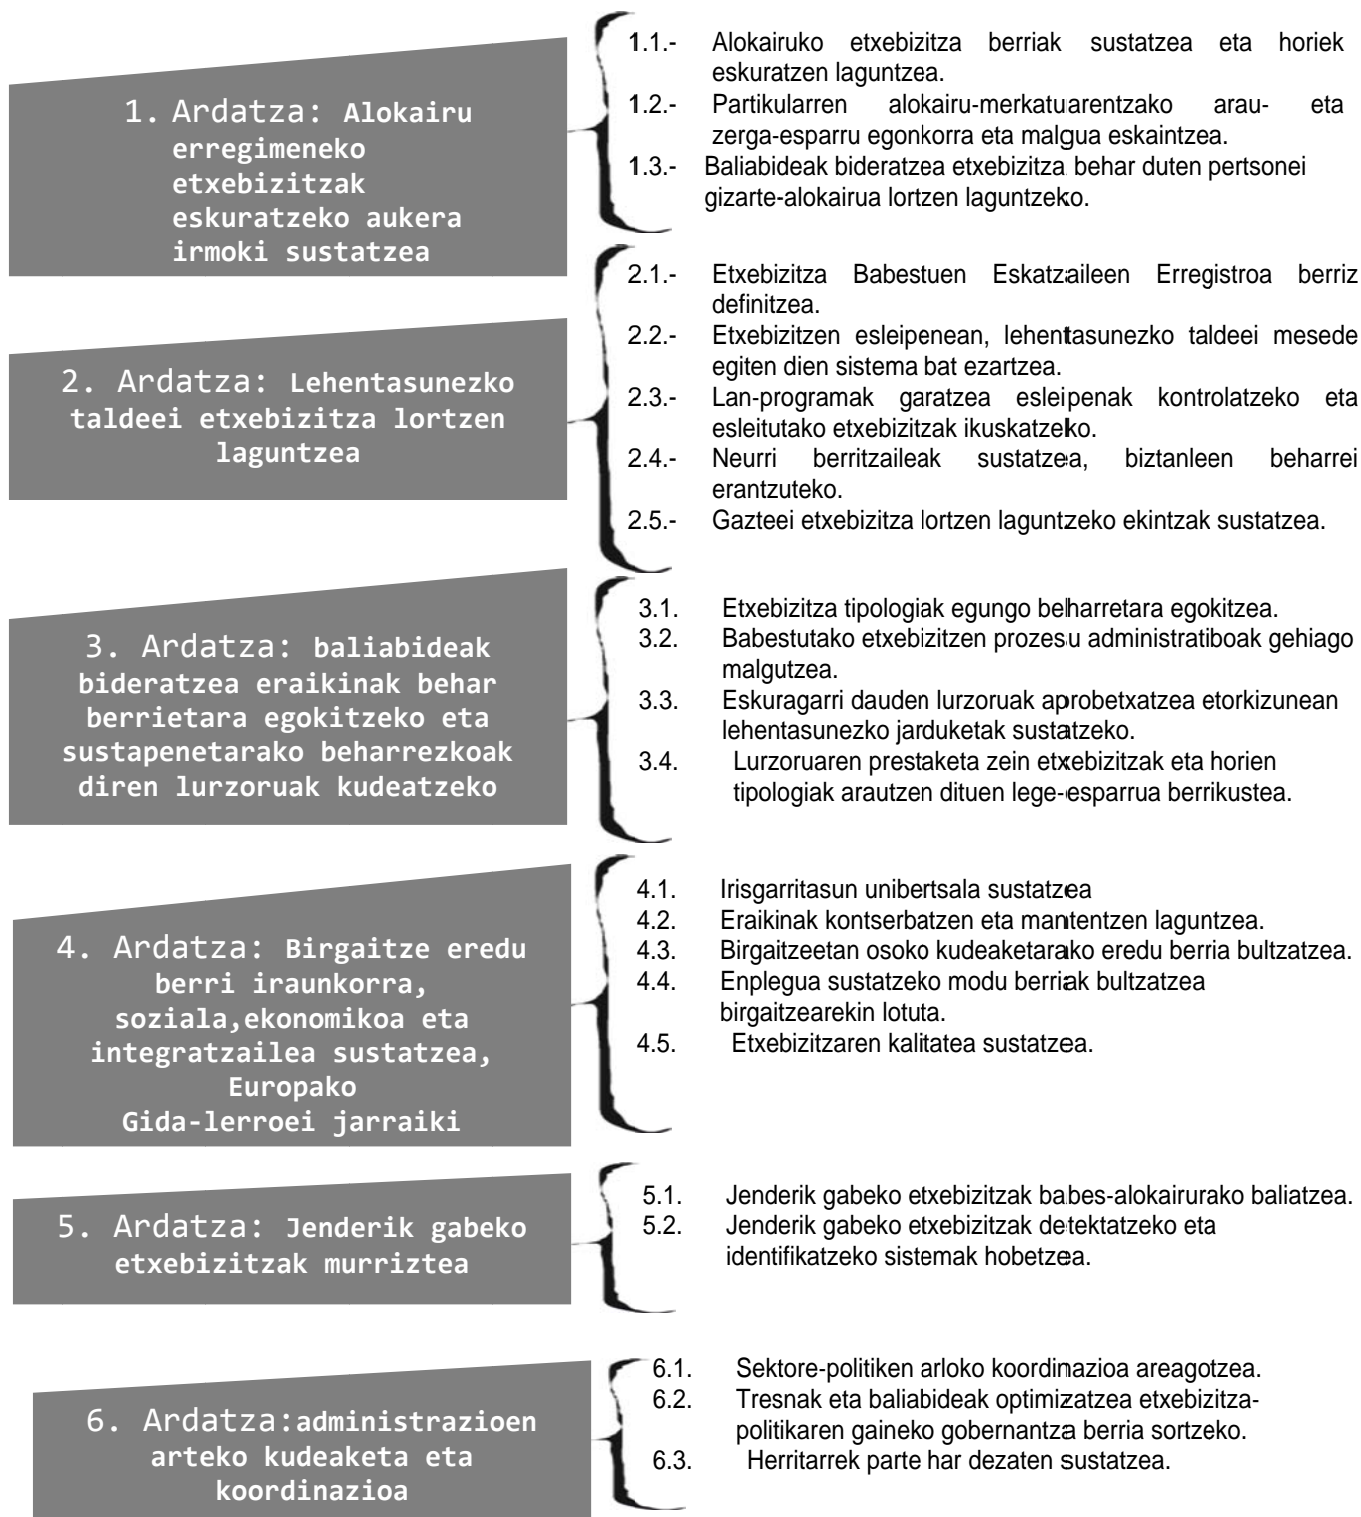 1. Ardatza: Alokairu
erregimeneko
etxebizitzak
eskuratzeko aukera
irmoki sustatzea
1.1.- Alokairuko etxebizitza berriak sustatzea eta horiek
eskuratzen laguntzea.
1.2.- Partikularren alokairu-merkatuarentzako arau- eta
zerga-esparru egonkorra eta malgua eskaintzea.
1.3.- Baliabideak bideratzea etxebizitza behar duten pertsonei
gizarte-alokairua lortzen laguntzeko.
2. Ardatza: Lehentasunezko
taldeei etxebizitza lortzen
laguntzea
2.1.- Etxebizitza Babestuen Eskatzaileen Erregistroa berriz
definitzea.
2.2.- Etxebizitzen esleipenean, lehentasunezko taldeei mesede
egiten dien sistema bat ezartzea.
2.3.- Lan-programak garatzea esleipenak kontrolatzeko eta
esleitutako etxebizitzak ikuskatzeko.
2.4.- Neurri berritzaileak sustatzea, biztanleen beharrei
erantzuteko.
2.5.- Gazteei etxebizitza lortzen laguntzeko ekintzak sustatzea.
3. Ardatza: baliabideak
bideratzea eraikinak behar
berrietara egokitzeko eta
sustapenetarako beharrezkoak
diren lurzoruak kudeatzeko
3.1. Etxebizitza tipologiak egungo beharretara egokitzea.
3.2. Babestutako etxebizitzen prozesu administratiboak gehiago
malgutzea.
3.3. Eskuragarri dauden lurzoruak aprobetxatzea etorkizunean
lehentasunezko jarduketak sustatzeko.
3.4. Lurzoruaren prestaketa zein etxebizitzak eta horien
tipologiak arautzen dituen lege-esparrua berrikustea.
4. Ardatza: Birgaitze eredu
berri iraunkorra,
soziala,ekonomikoa eta
integratzailea sustatzea,
Europako
Gida-lerroei jarraiki
4.1. Irisgarritasun unibertsala sustatzea
4.2. Eraikinak kontserbatzen eta mantentzen laguntzea.
4.3. Birgaitzeetan osoko kudeaketarako eredu berria bultzatzea.
4.4. Enplegua sustatzeko modu berriak bultzatzea
birgaitzearekin lotuta.
4.5. Etxebizitzaren kalitatea sustatzea.
5. Ardatza: Jenderik gabeko
etxebizitzak murriztea
5.1. Jenderik gabeko etxebizitzak babes-alokairurako baliatzea.
5.2. Jenderik gabeko etxebizitzak detektatzeko eta
identifikatzeko sistemak hobetzea.
6. Ardatza:administrazioen
arteko kudeaketa eta
koordinazioa
6.1. Sektore-politiken arloko koordinazioa areagotzea.
6.2. Tresnak eta baliabideak optimizatzea etxebizitza-
politikaren gaineko gobernantza berria sortzeko.
6.3. Herritarrek parte har dezaten sustatzea.